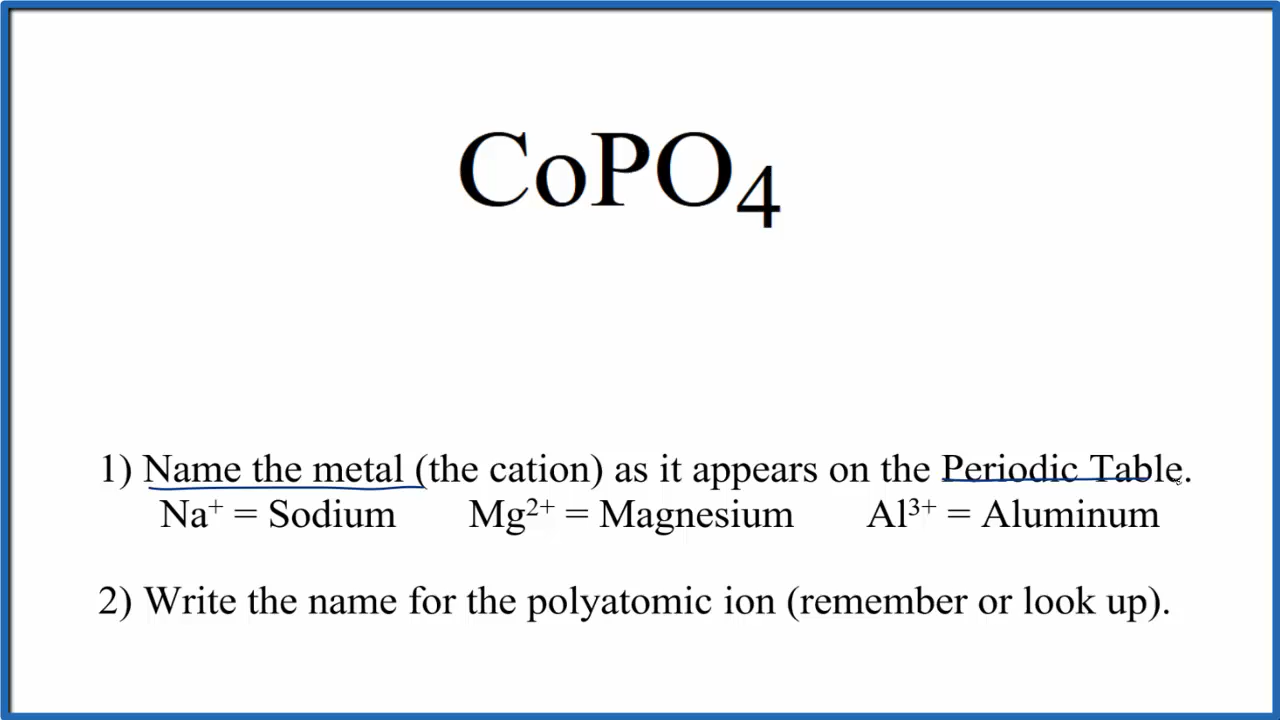 CoPO₄
1) Name the metal (the cation) as it appears on the Periodic Table.
Na⁺ = Sodium Mg²⁺ = Magnesium Al³⁺ = Aluminum
2) Write the name for the polyatomic ion (remember or look up).